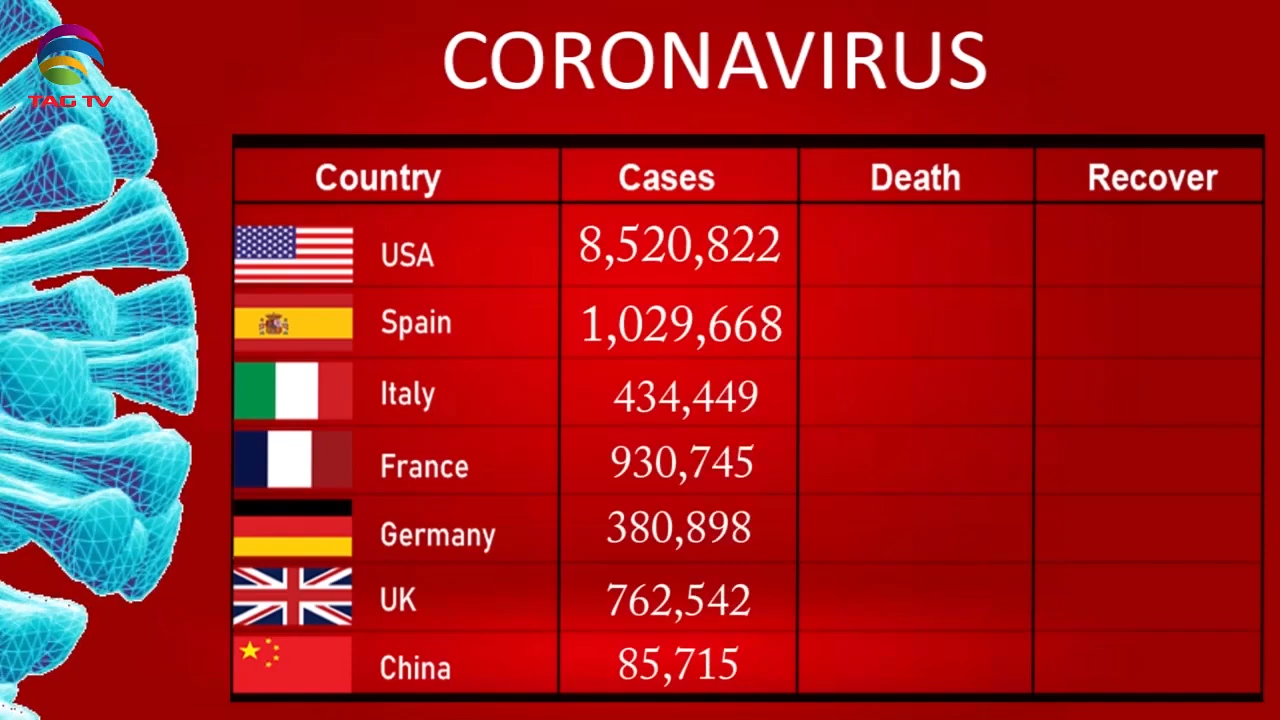 TAG TV
CORONAVIRUS
Country Cases Death Recover
USA 8,520,822
Spain 1,029,668
Italy 434,449
France 930,745
Germany 380,898
UK 762,542
China 85,715